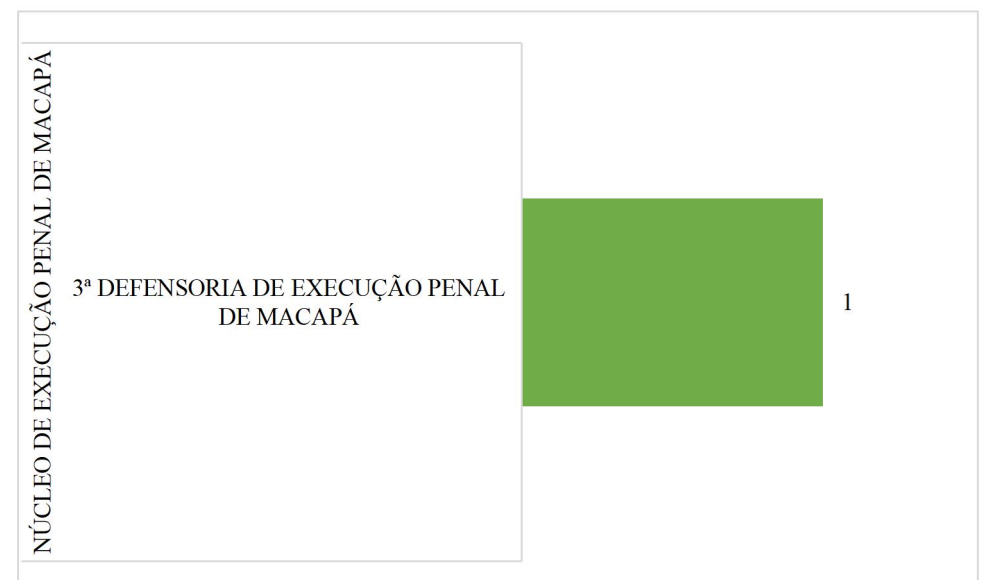 NÚCLEO DE EXECUÇÃO PENAL DE MACAPÁ
3ª DEFENSORIA DE EXECUÇÃO PENAL
DE MACAPÁ
1